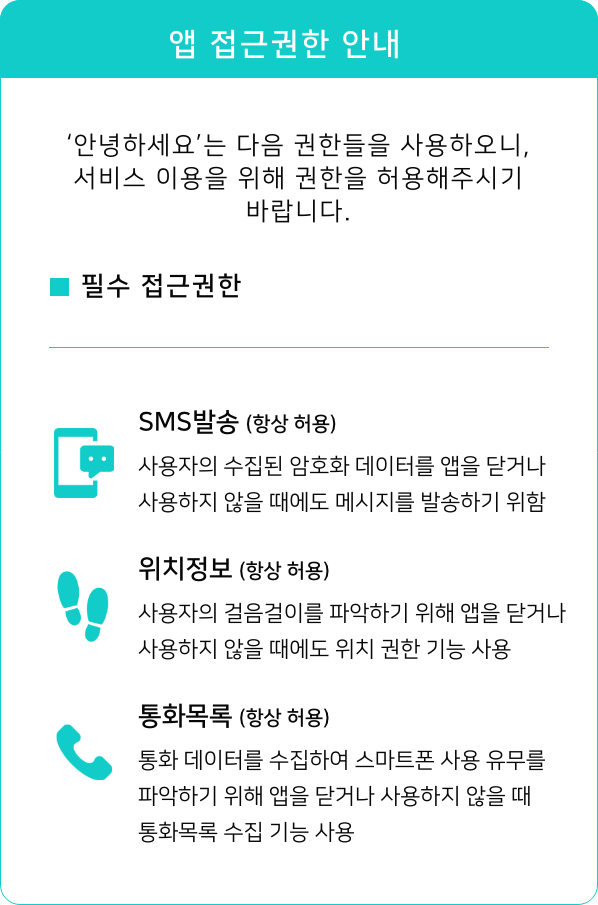 앱 접근권한 안내
‘안녕하세요’는 다음 권한들을 사용하오니,
서비스 이용을 위해 권한을 허용해주시기
바랍니다.
필수 접근권한
SMS발송 (항상 허용)
사용자의 수집된 암호화 데이터를 앱을 닫거나
사용하지 않을 때에도 메시지를 발송하기 위함
위치정보 (항상 허용)
사용자의 걸음걸이를 파악하기 위해 앱을 닫거나
사용하지 않을 때에도 위치 권한 기능 사용
통화목록 (항상 허용)
통화 데이터를 수집하여 스마트폰 사용 유무를
파악하기 위해 앱을 닫거나 사용하지 않을 때
통화목록 수집 기능 사용